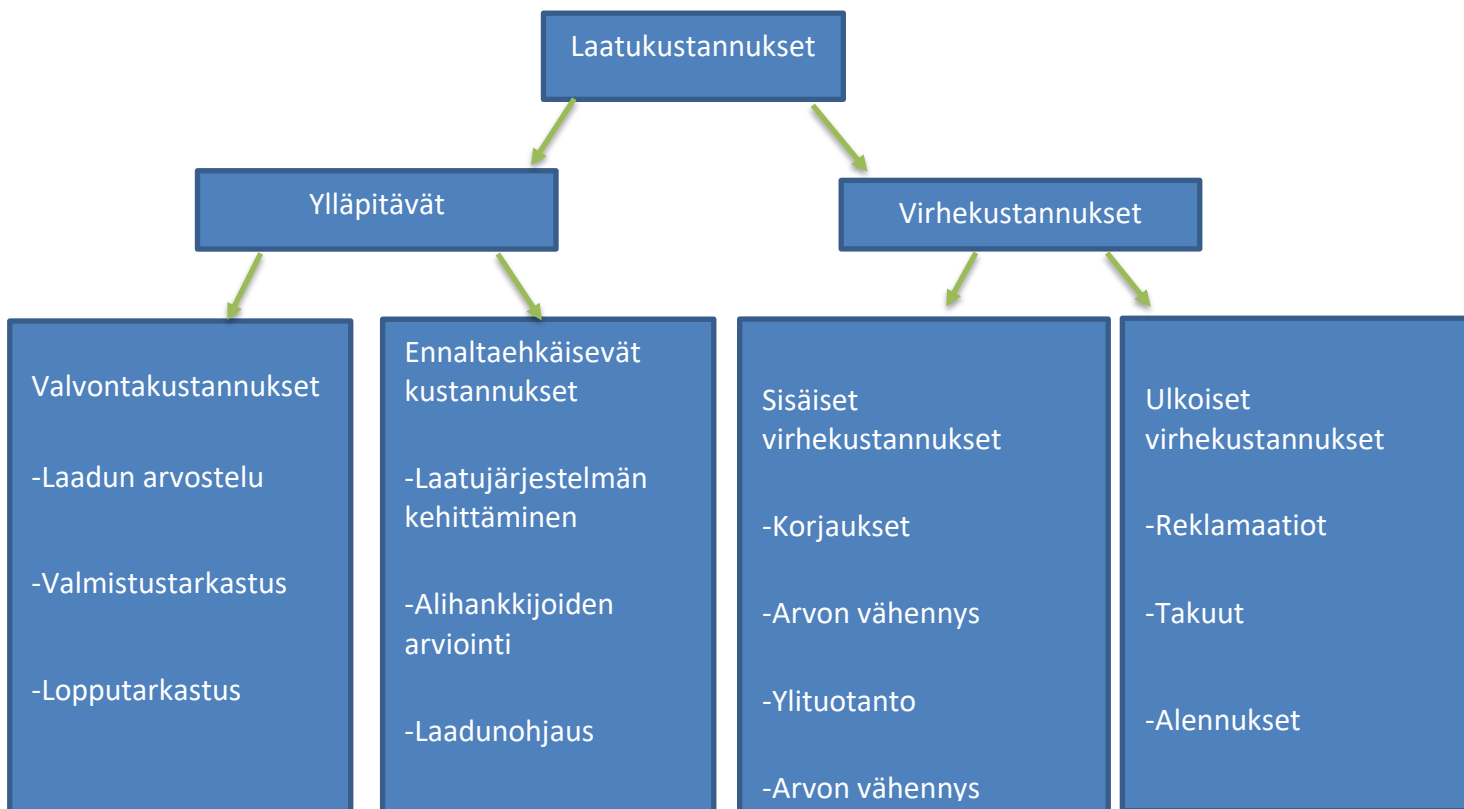 Laatukustannukset
Ylläpitävät
Virhekustannukset
Valvontakustannukset
-Laadun arvostelu
-Valmistustarkastus
-Lopputarkastus
Ennaltaehkäisevät
kustannukset
-Laatujärjestelmän
kehittäminen
-Alihankkijoiden
arviointi
-Laadunohjaus
Sisäiset
virhekustannukset
-Korjaukset
-Arvon vähennys
-Ylituotanto
-Arvon vähennys
Ulkoiset
virhekustannukset
-Reklamaatiot
-Takuut
-Alennukset